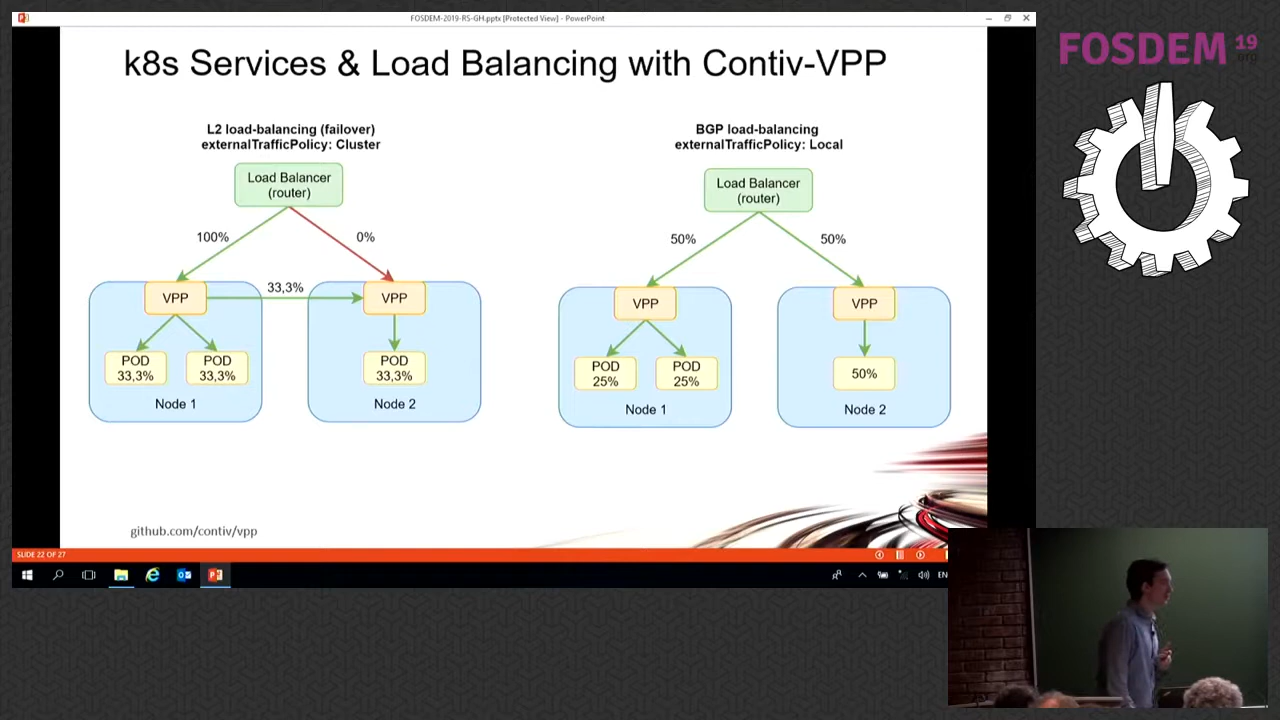 FOSDEM-2019-RS-GH.pptx [Protected View] - PowerPoint
FOSDEM 19
.org
k8s Services & Load Balancing with Contiv-VPP
L2 load-balancing (failover)
externalTrafficPolicy: Cluster
Load Balancer
(router)
100%
0%
VPP
33,3%
VPP
POD
33,3%
POD
33,3%
POD
33,3%
Node 1
Node 2
BGP load-balancing
externalTrafficPolicy: Local
Load Balancer
(router)
50%
50%
VPP
VPP
POD
25%
POD
25%
50%
Node 1
Node 2
github.com/contiv/vpp
SLIDE 22 OF 27
EN